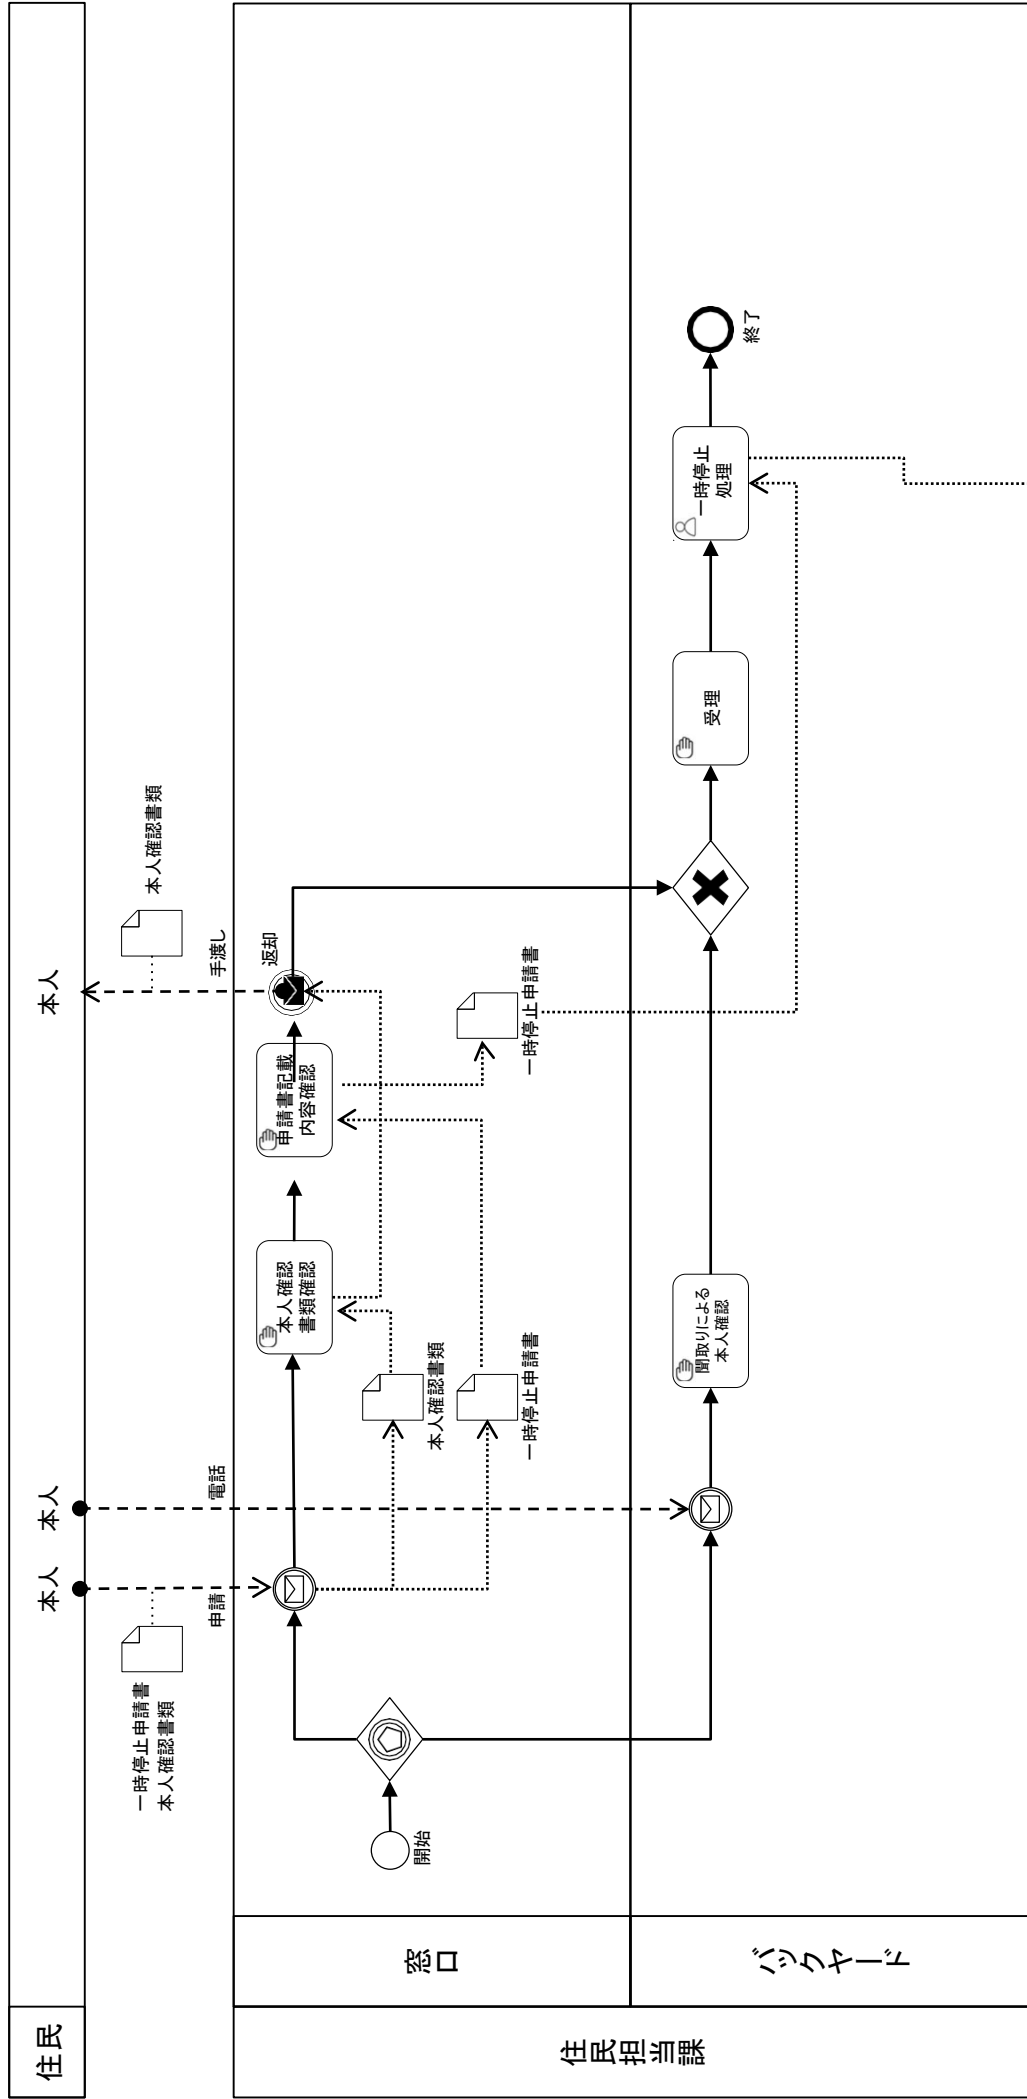 住民
本人
本人
本人
一時停止申請書
本人確認書類
申請
電話
手渡し
本人確認書類
住民担当課
窓口
開始
本人確認
書類確認
申請書記載
内容確認
返却
本人確認書類
一時停止申請書
一時停止申請書
バックヤード
聞取りによる
本人確認
受理
一時停止
処理
終了